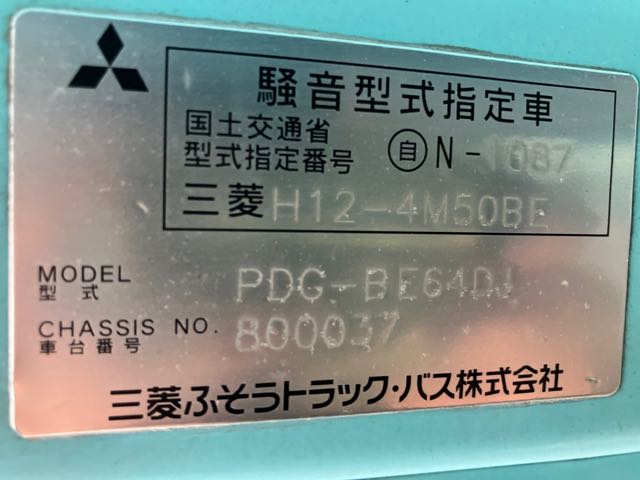 騒音型式指定車
国土交通省
型式指定番号 自 N-1087
三菱 H12-4M50BE
MODEL 型式 PDG-BE64DJ
CHASSIS NO. 車台番号 800037
三菱ふそうトラック・バス株式会社